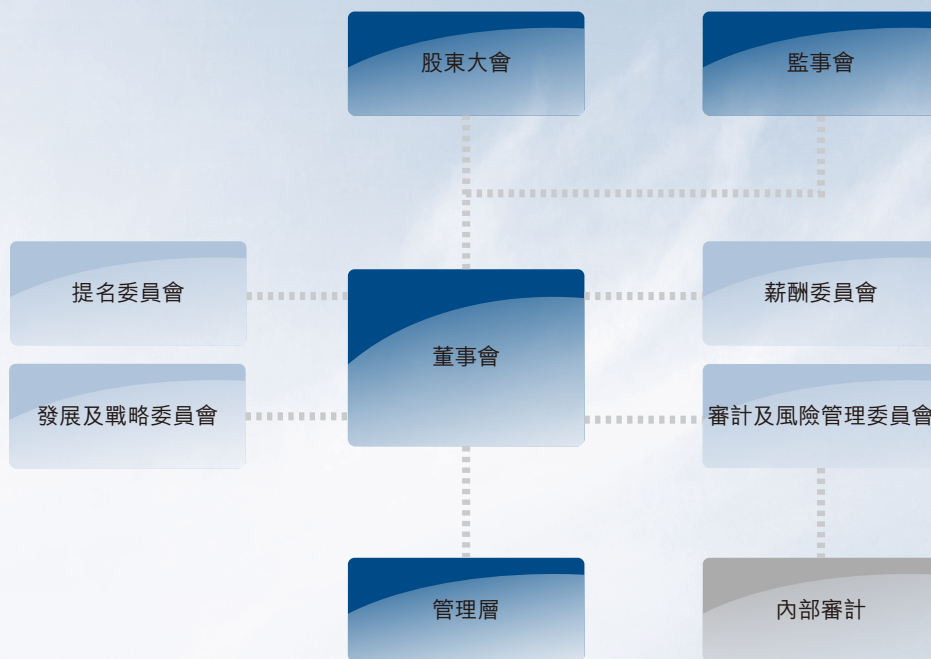 股東大會
監事會
提名委員會
薪酬委員會
董事會
發展及戰略委員會
審計及風險管理委員會
管理層
內部審計